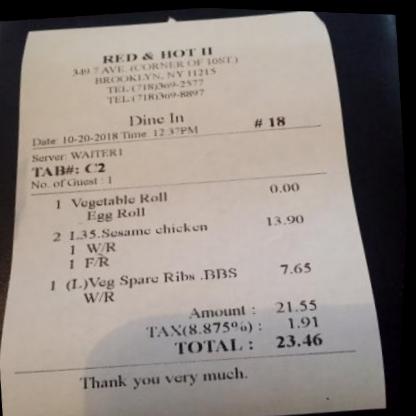 RED & HOT II
349 7 AVE. (CORNER OF 10ST.)
BROOKLYN, NY 11215
TEL:(718)369-2577
TEL:(718)369-8897
Dine In
Date: 10-20-2018 Time: 12:37PM # 18
Server: WAITER1
TAB#: C2
No. of Guest : 1
1 Vegetable Roll 0.00
Egg Roll
2 L35.Sesame chicken 13.90
1 W/R
1 F/R
1 (L)Veg Spare Ribs .BBS 7.65
W/R
Amount : 21.55
TAX(8.875%) : 1.91
TOTAL : 23.46
Thank you very much.